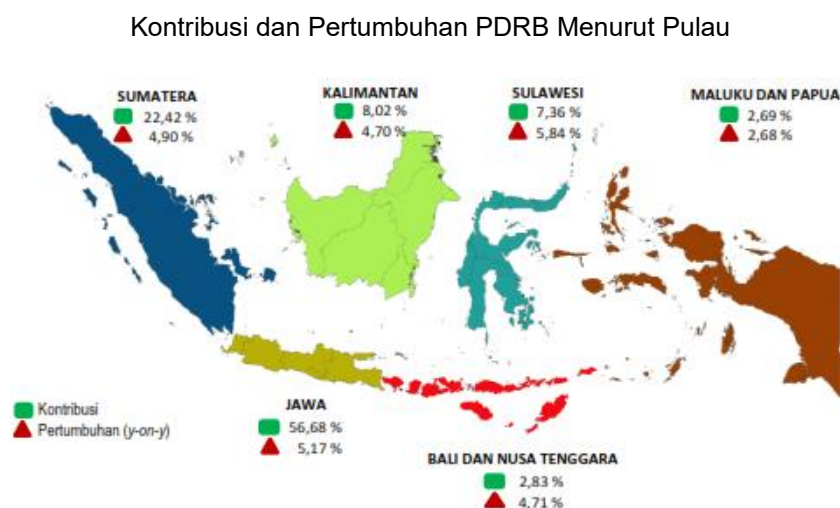 Kontribusi dan Pertumbuhan PDRB Menurut Pulau
SUMATERA
22,42 %
4,90 %
KALIMANTAN
8,02 %
4,70 %
SULAWESI
7,36 %
5,84 %
MALUKU DAN PAPUA
2,69 %
2,68 %
Kontribusi
Pertumbuhan (y-on-y)
JAWA
56,68 %
5,17 %
BALI DAN NUSA TENGGARA
2,83 %
4,71 %